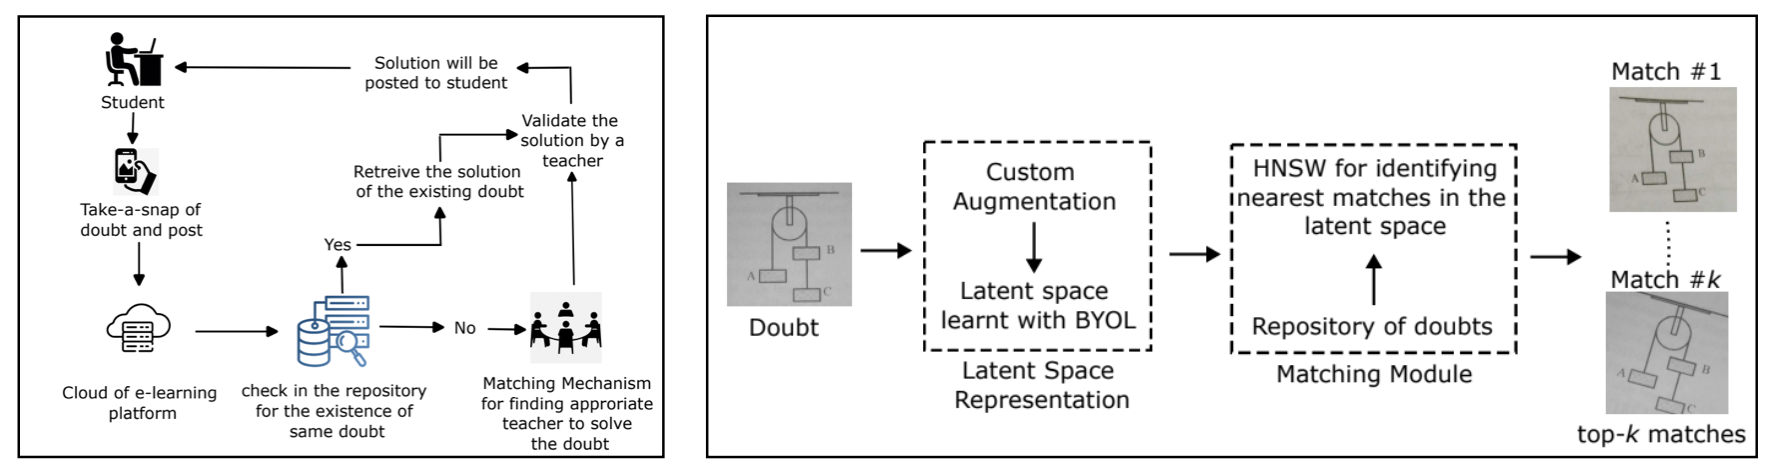 Student
Take-a-snap of
doubt and post
Cloud of e-learning
platform
check in the repository
for the existence of
same doubt
Yes
Retreive the solution
of the existing doubt
No
Matching Mechanism
for finding approriate
teacher to solve
the doubt
Validate the
solution by a
teacher
Solution will be
posted to student
A
B
C
Doubt
Custom
Augmentation
Latent space
learnt with BYOL
Latent Space
Representation
HNSW for identifying
nearest matches in the
latent space
Repository of doubts
Matching Module
Match #1
A
B
C
Match #k
A
B
C
top-k matches